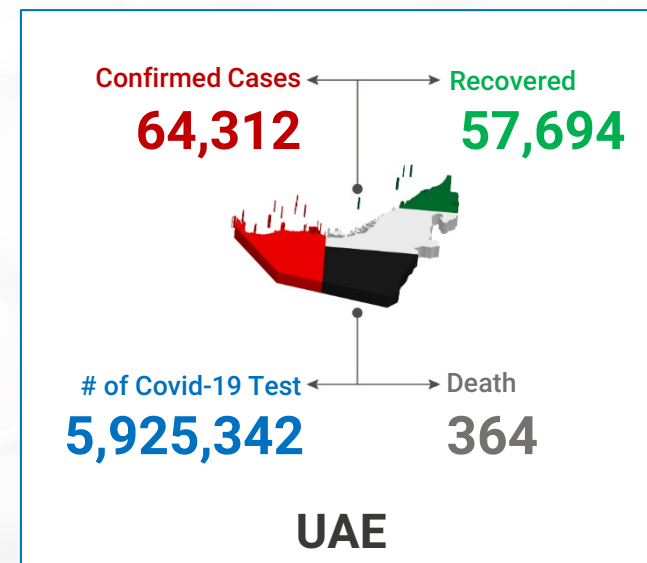 Confirmed Cases
Recovered
64,312
57,694
# of Covid-19 Test
Death
5,925,342
364
UAE